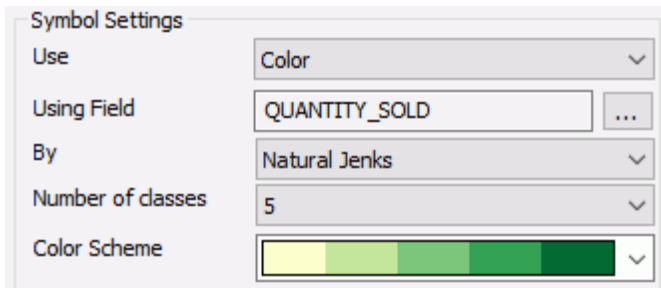 Symbol Settings
Use Color
Using Field QUANTITY_SOLD ...
By Natural Jenks
Number of classes 5
Color Scheme